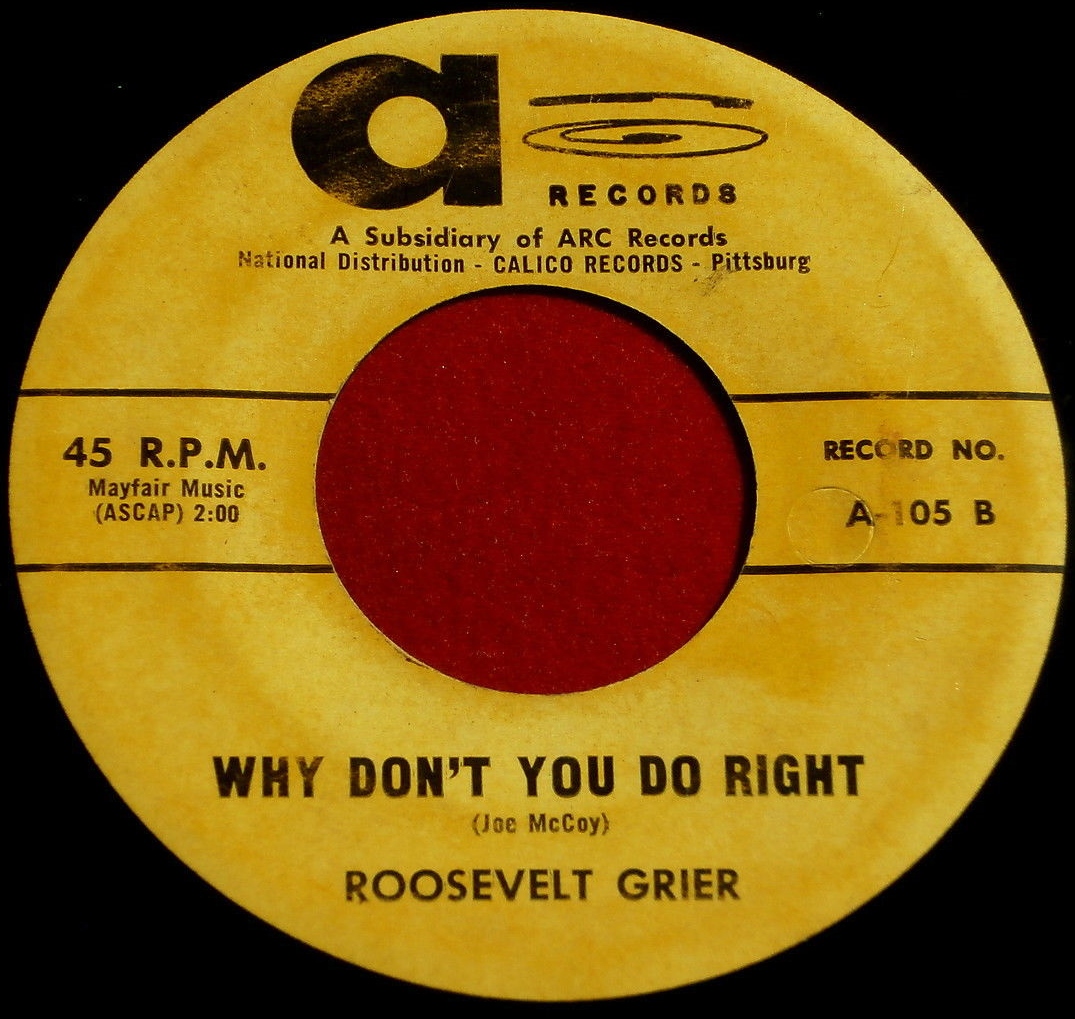 a
RECORDS
A Subsidiary of ARC Records
National Distribution - CALICO RECORDS - Pittsburg
45 R.P.M.
Mayfair Music
(ASCAP) 2:00
RECORD NO.
A-105 B
WHY DON'T YOU DO RIGHT
(Joe McCoy)
ROOSEVELT GRIER